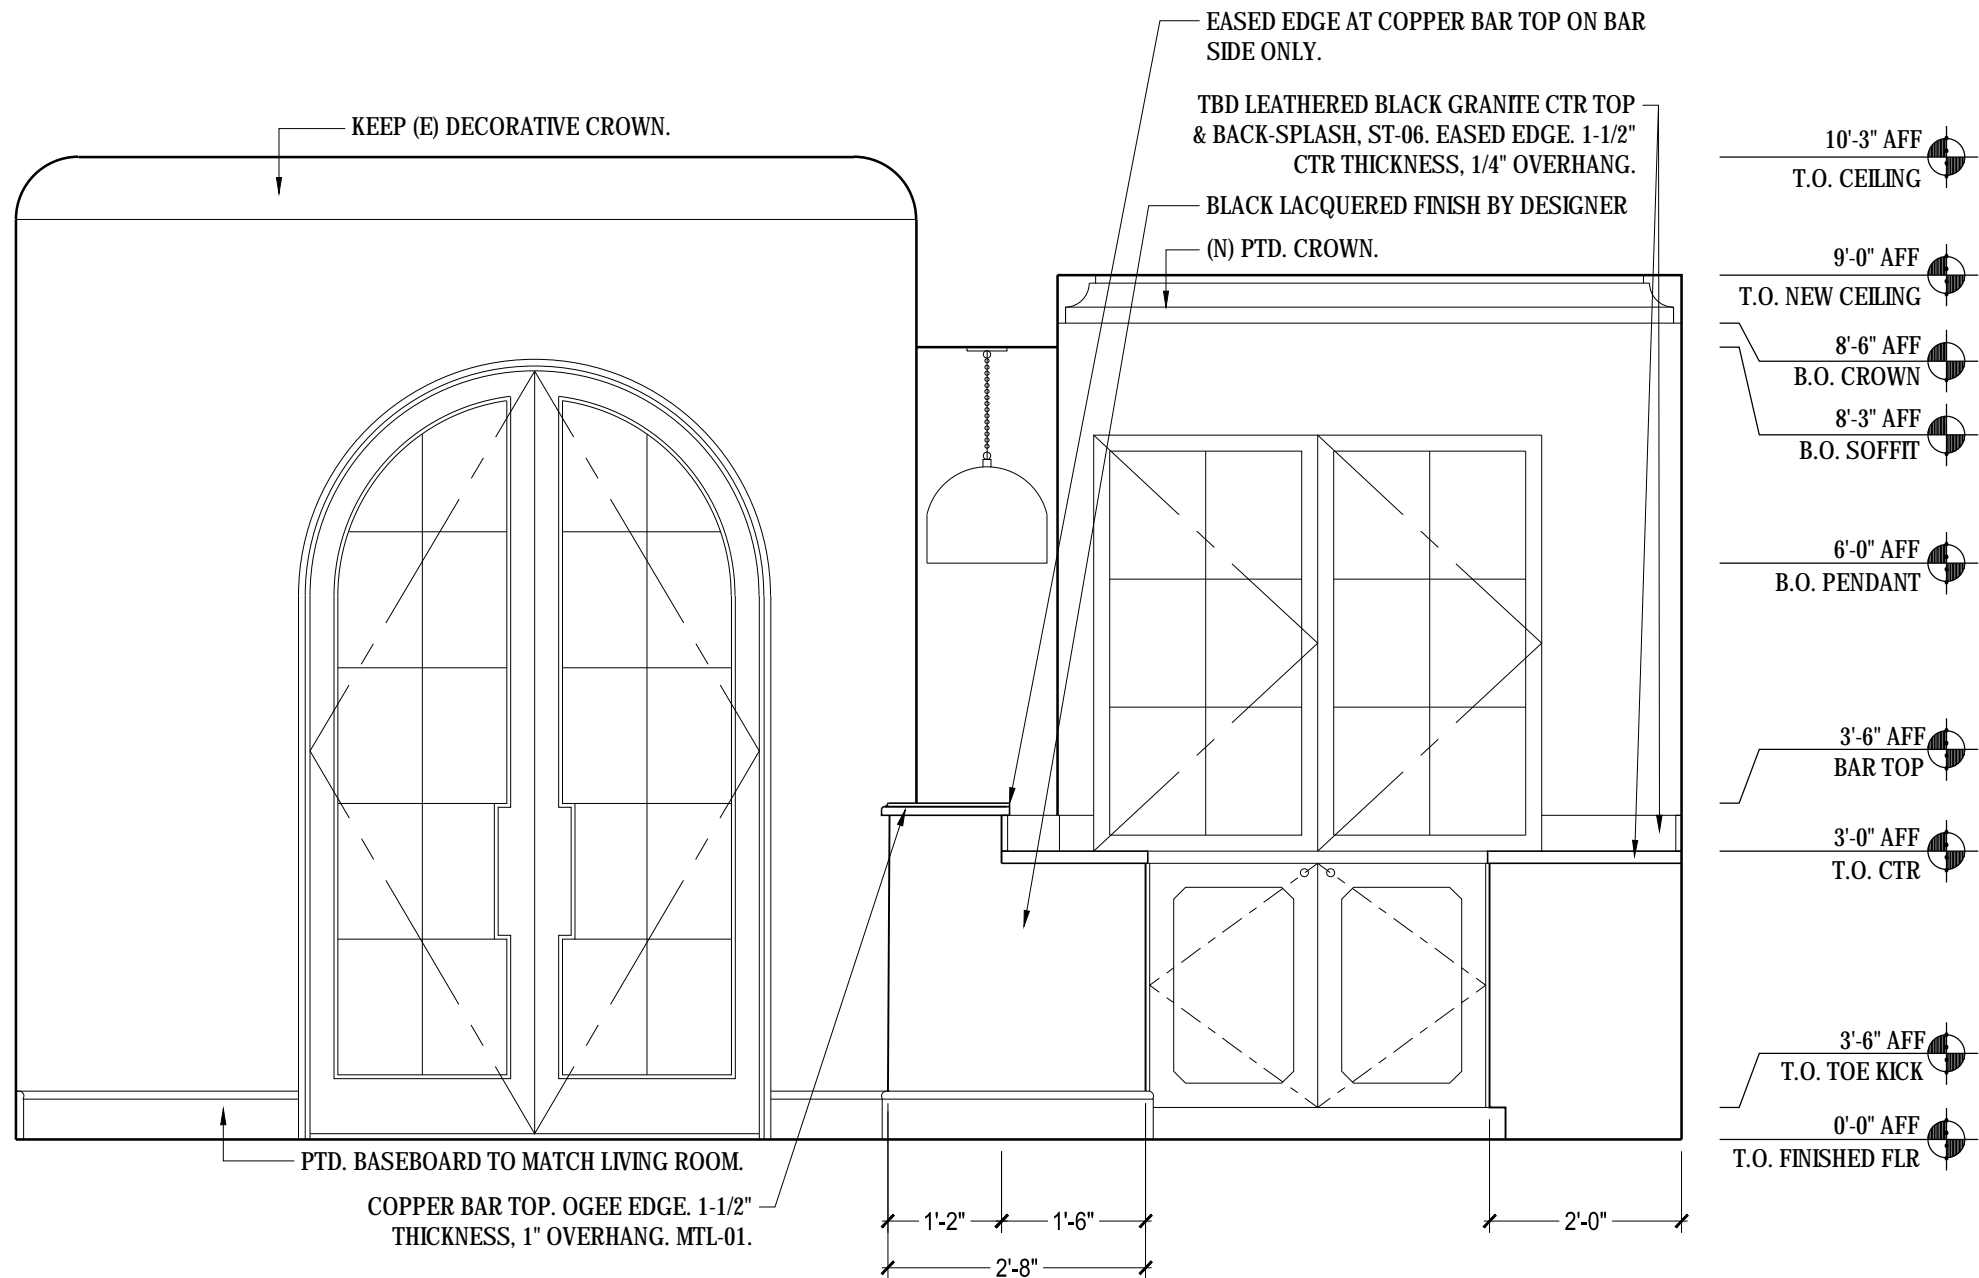 EASED EDGE AT COPPER BAR TOP ON BAR
SIDE ONLY.
TBD LEATHERED BLACK GRANITE CTR TOP
& BACK-SPLASH, ST-06. EASED EDGE. 1-1/2"
CTR THICKNESS, 1/4" OVERHANG.
KEEP (E) DECORATIVE CROWN.
BLACK LACQUERED FINISH BY DESIGNER
(N) PTD. CROWN.
10'-3" AFF
T.O. CEILING
9'-0" AFF
T.O. NEW CEILING
8'-6" AFF
B.O. CROWN
8'-3" AFF
B.O. SOFFIT
6'-0" AFF
B.O. PENDANT
3'-6" AFF
BAR TOP
3'-0" AFF
T.O. CTR
3'-6" AFF
T.O. TOE KICK
0'-0" AFF
T.O. FINISHED FLR
PTD. BASEBOARD TO MATCH LIVING ROOM.
COPPER BAR TOP. OGEE EDGE. 1-1/2"
THICKNESS, 1" OVERHANG. MTL-01.
1'-2"
1'-6"
2'-0"
2'-8"